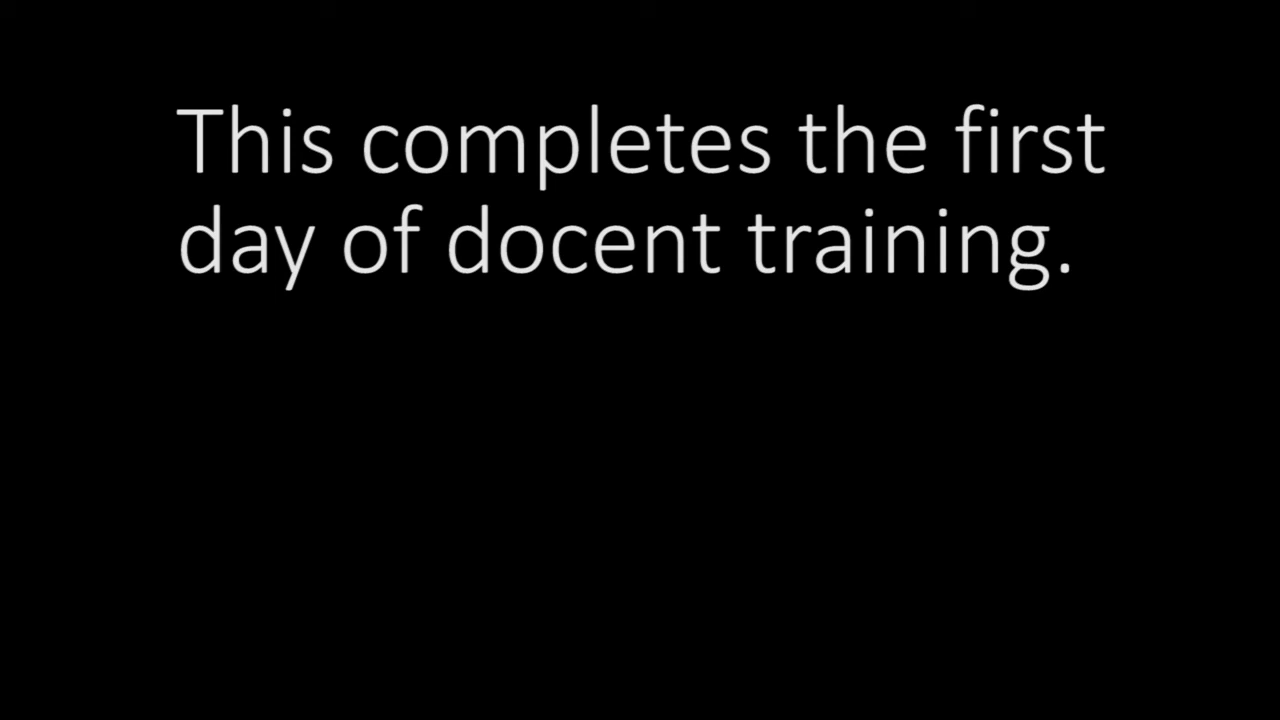 This completes the first
day of docent training.